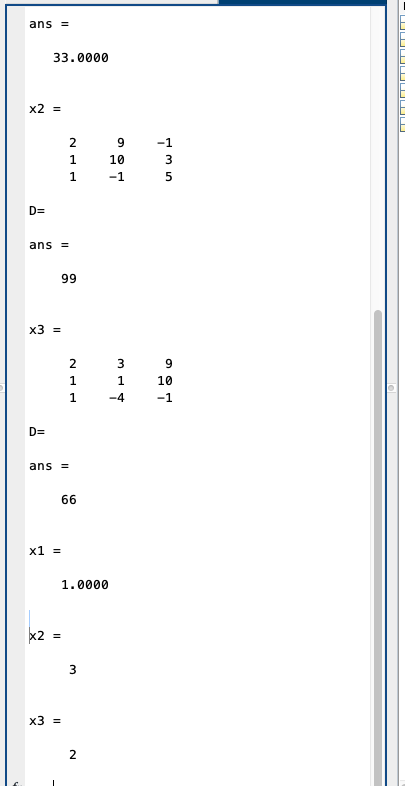 ans =
33.0000
x2 =
2 9 −1
1 10 3
1 −1 5
D=
ans =
99
x3 =
2 3 9
1 1 10
1 −4 −1
D=
ans =
66
x1 =
1.0000
x2 =
3
x3 =
2